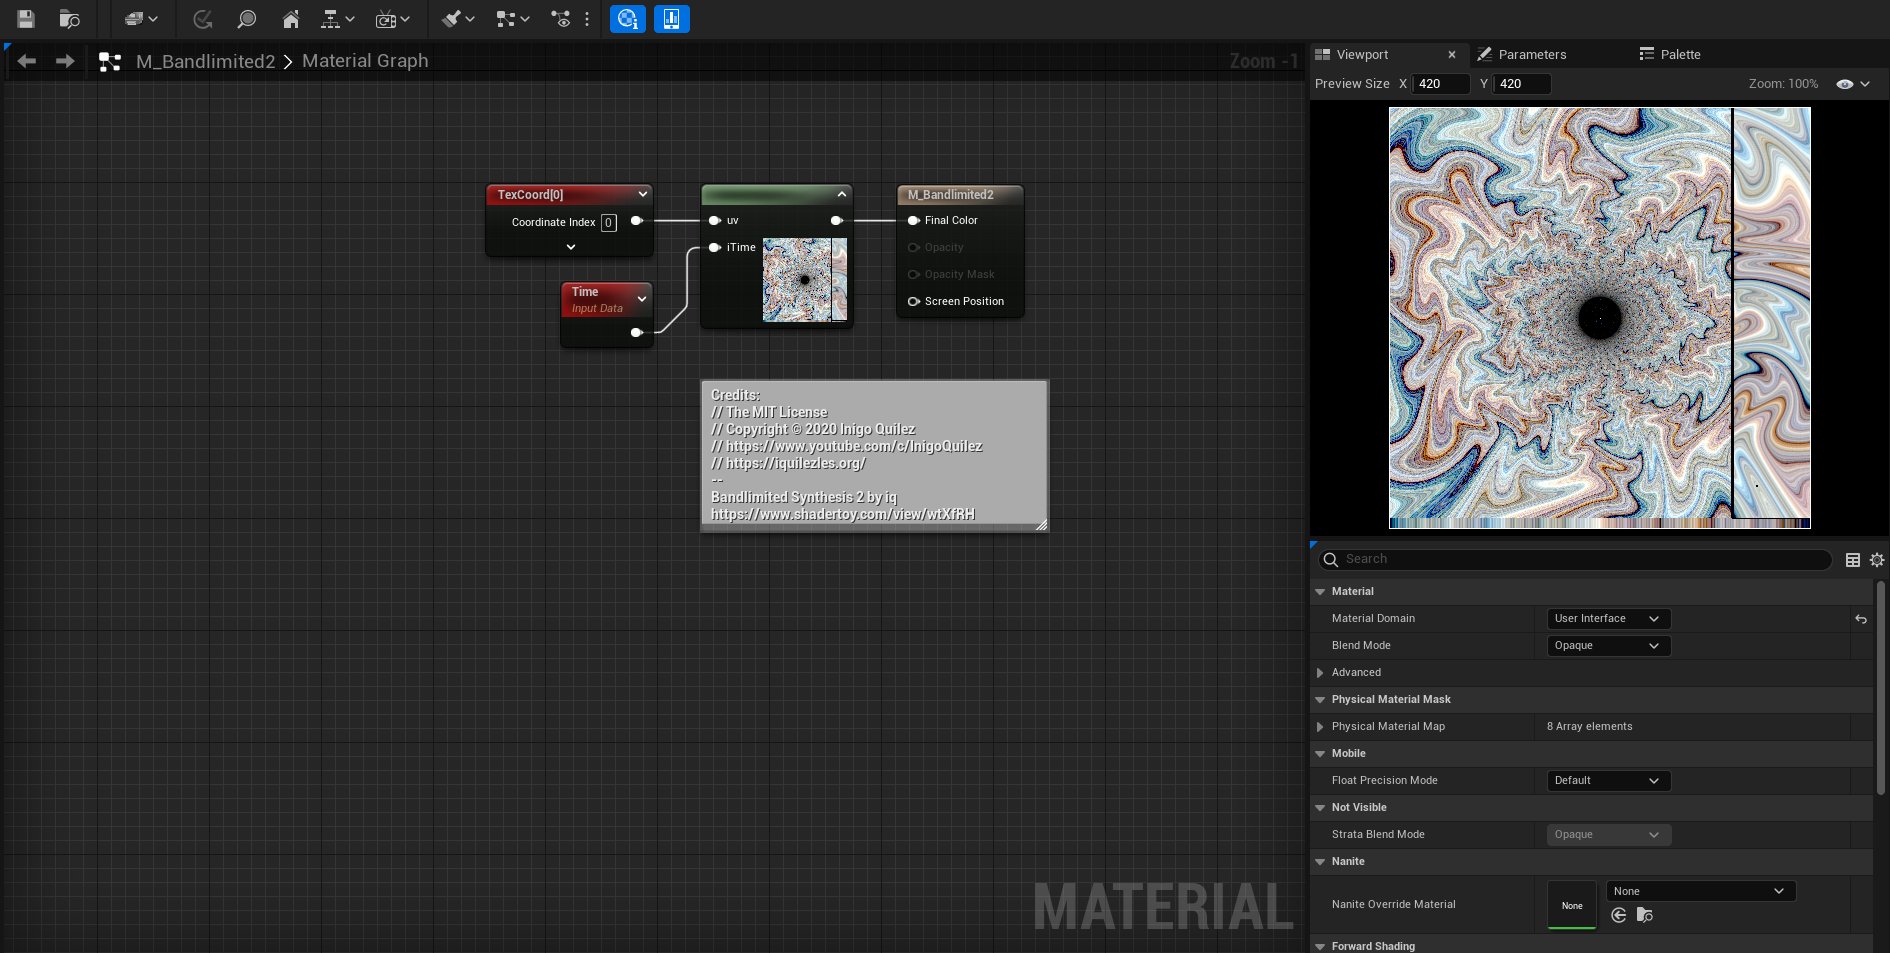 M_Bandlimited2 > Material Graph
Zoom -1
TexCoord[0]
Coordinate Index 0
Time
Input Data
uv
iTime
M_Bandlimited2
Final Color
Opacity
Opacity Mask
Screen Position
Credits:
// The MIT License
// Copyright © 2020 Inigo Quilez
// https://www.youtube.com/c/InigoQuilez
// https://iquilezles.org/
--
Bandlimited Synthesis 2 by iq
https://www.shadertoy.com/view/wtXfRH
MATERIAL
Viewport
Parameters
Palette
Preview Size X 420 Y 420
Zoom: 100%
Search
Material
Material Domain User Interface
Blend Mode Opaque
Advanced
Physical Material Mask
Physical Material Map 8 Array elements
Mobile
Float Precision Mode Default
Not Visible
Strata Blend Mode Opaque
Nanite
Nanite Override Material None None
Forward Shading